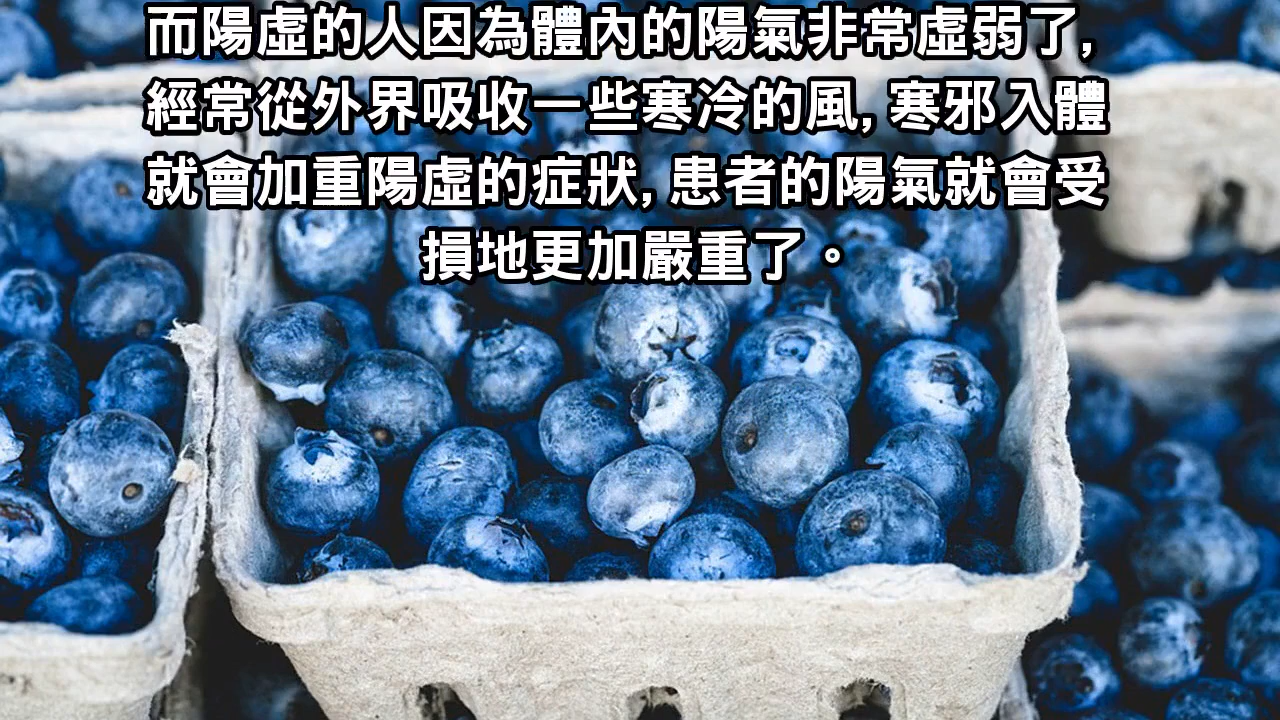 而陽虛的人因為體內的陽氣非常虛弱了,
經常從外界吸收一些寒冷的風,寒邪入體
就會加重陽虛的症狀,患者的陽氣就會受
損地更加嚴重了。